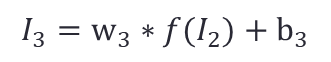 I₃ = w₃ * f(I₂) + b₃